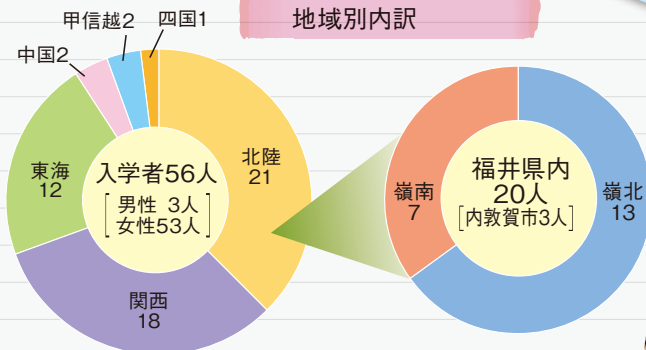 地域別内訳
甲信越2
四国1
中国2
東海
12
北陸
21
関西
18
入学者56人
男性 3人
女性53人
嶺南
7
嶺北
13
福井県内
20人
[内敦賀市3人]